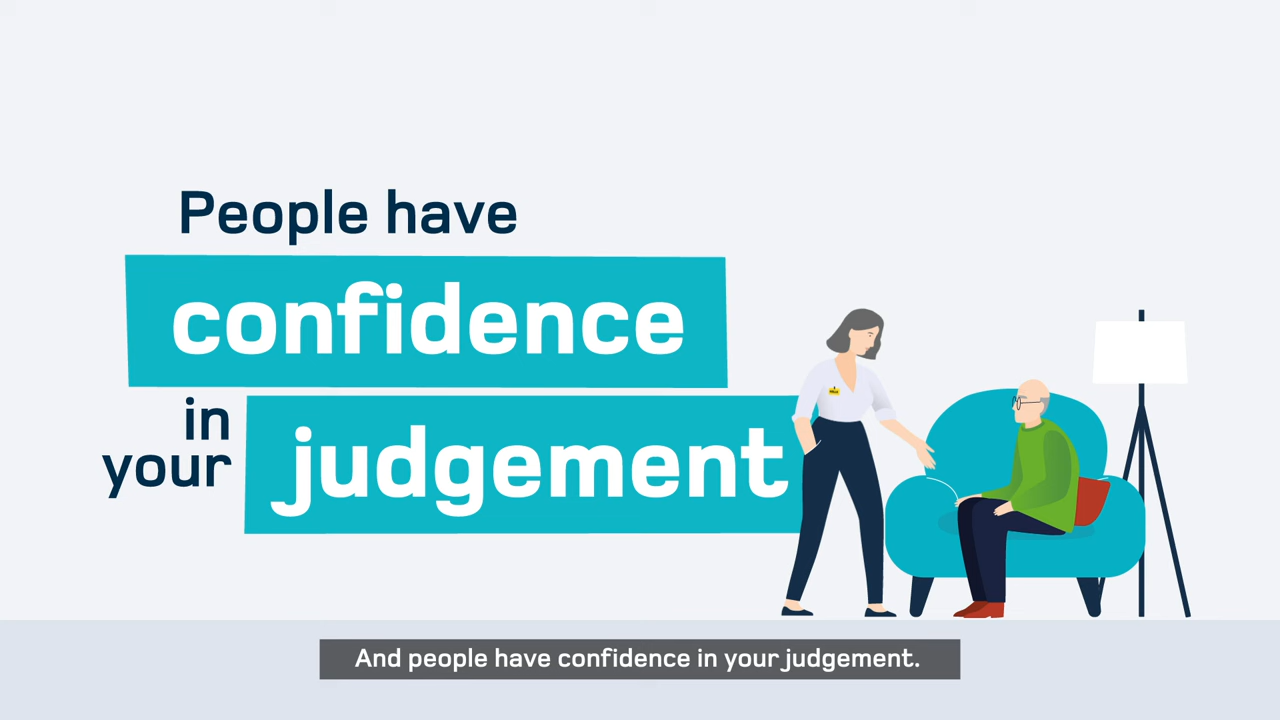 People have
confidence
in
your
judgement
And people have confidence in your judgement.